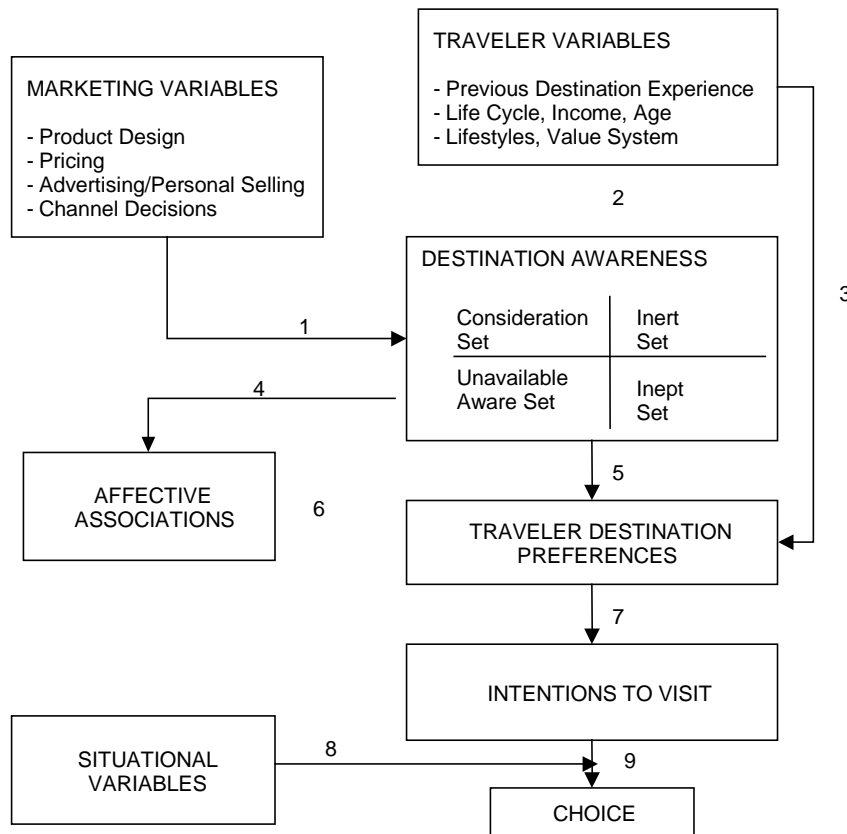 TRAVELER VARIABLES
- Previous Destination Experience
- Life Cycle, Income, Age
- Lifestyles, Value System
MARKETING VARIABLES
- Product Design
- Pricing
- Advertising/Personal Selling
- Channel Decisions
2
DESTINATION AWARENESS
3
1
Consideration
Set
Inert
Set
Unavailable
Aware Set
Inept
Set
4
5
AFFECTIVE
ASSOCIATIONS
6
TRAVELER DESTINATION
PREFERENCES
7
INTENTIONS TO VISIT
SITUATIONAL
VARIABLES
8
9
CHOICE